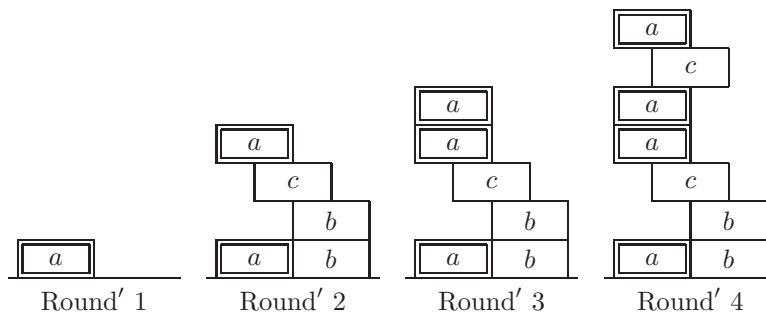 a
c
a
a a
a a
c c c
b b b
a a b a b a b
Round′ 1 Round′ 2 Round′ 3 Round′ 4